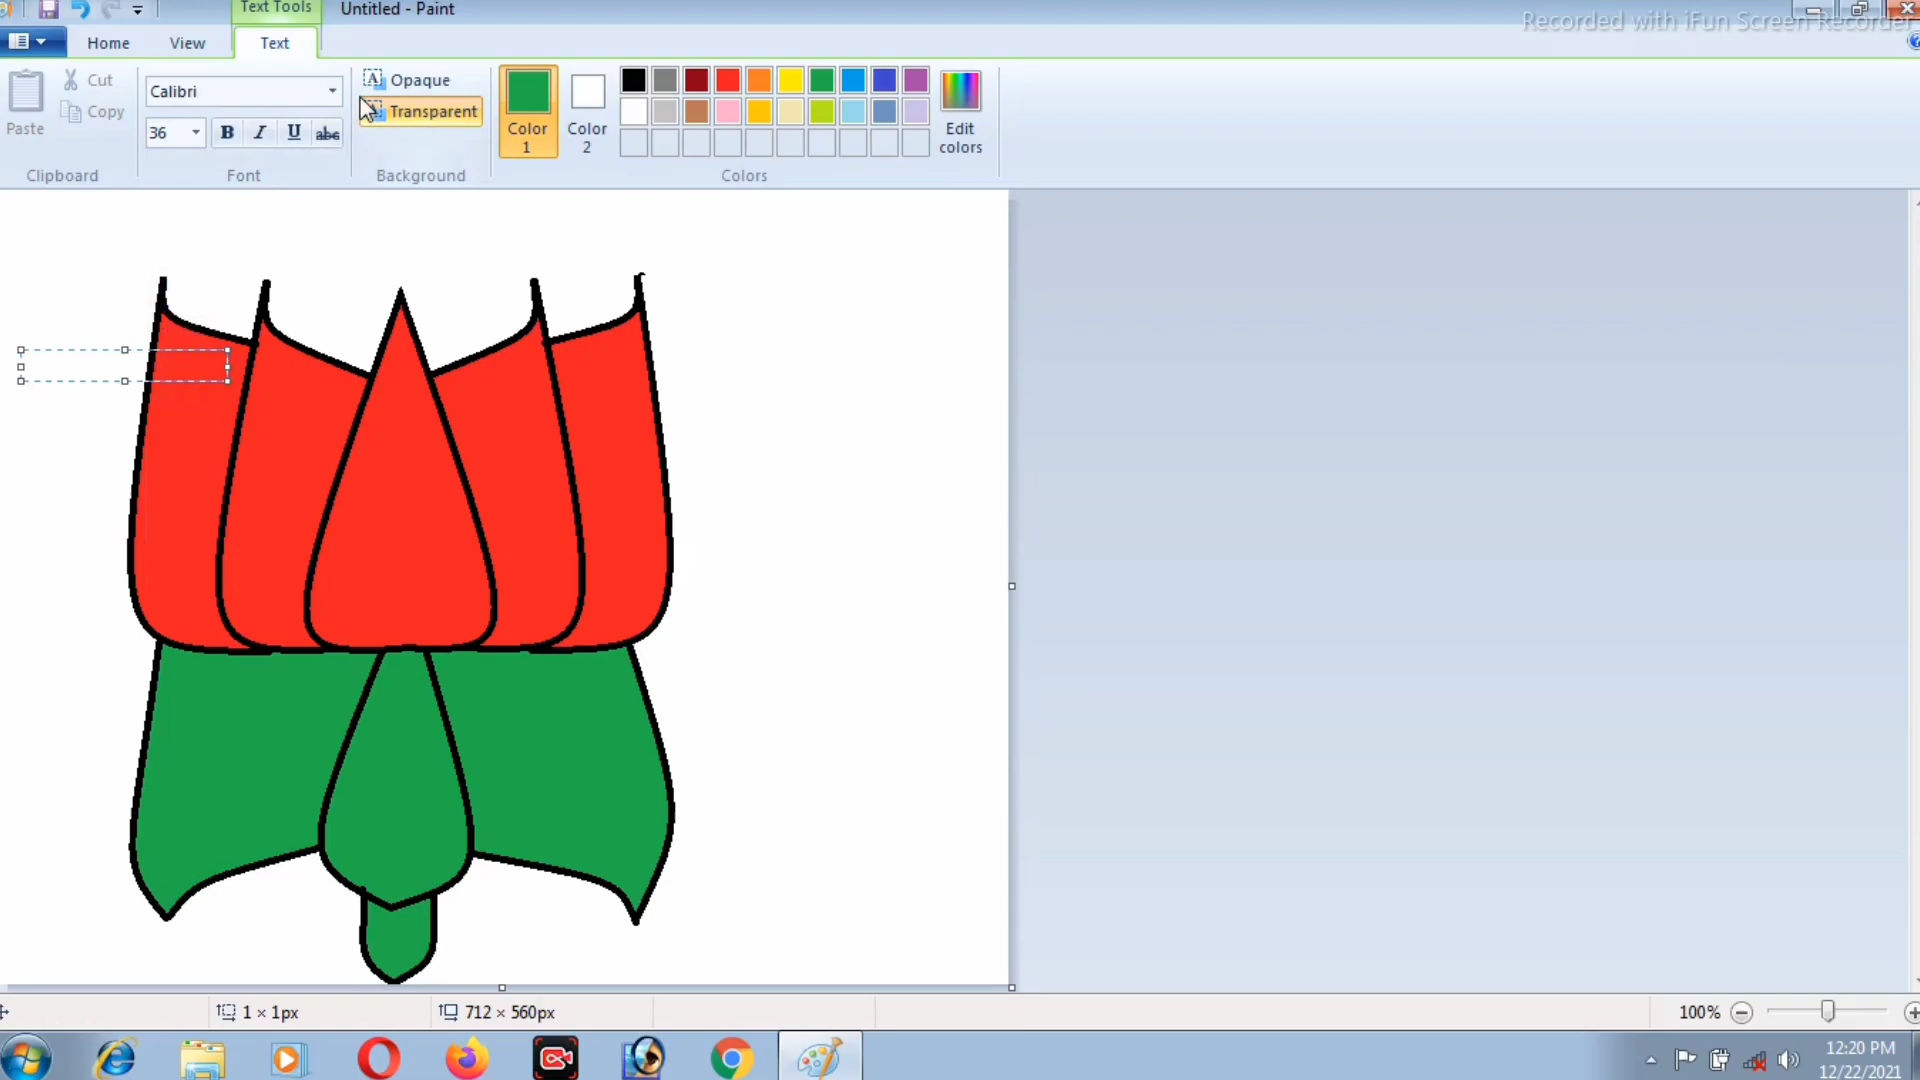 Text Tools
Untitled - Paint
Recorded with iFun Screen Recorder
Home
View
Text
Paste
Cut
Copy
Clipboard
Calibri
36
B
I
U
abc
Font
A Opaque
Transparent
Background
Color 1
Color 2
Edit colors
Colors
1 × 1px
712 × 560px
100%
12:20 PM
12/22/2021